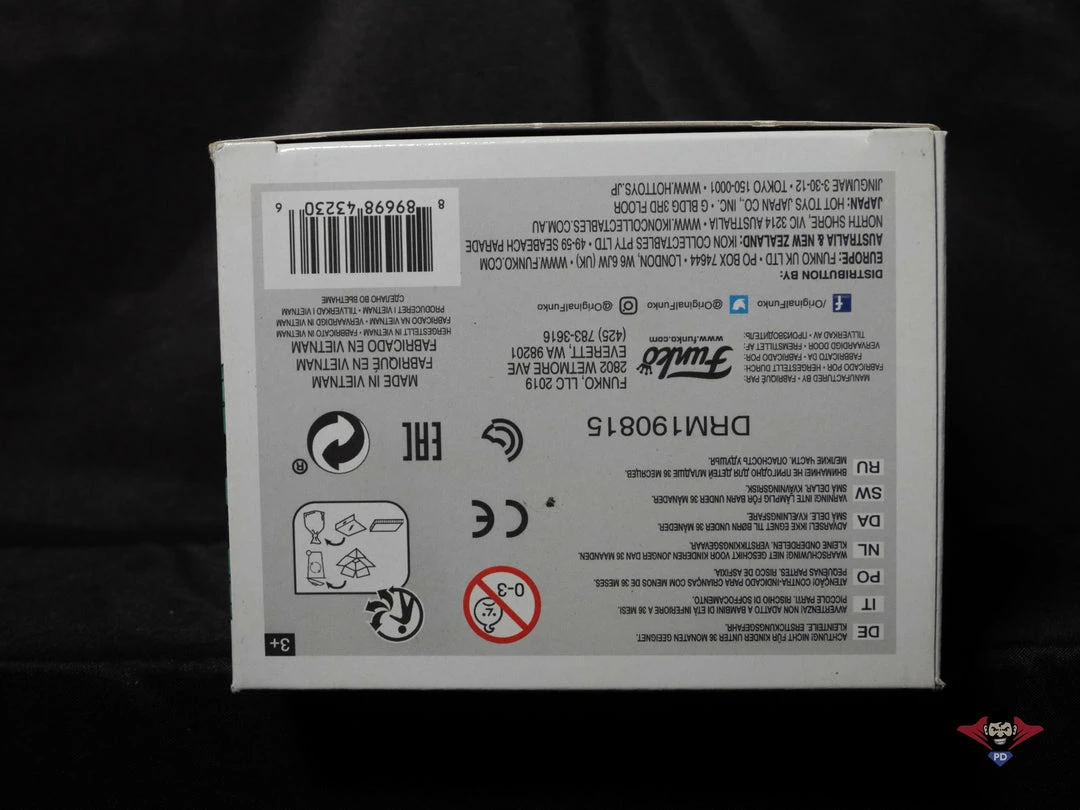 DE ACHTUNG! NICHT FÜR KINDER UNTER 36 MONATEN GEEIGNET.
KLEINTEILE. ERSTICKUNGSGEFAHR.
IT AVVERTENZA! NON ADATTO A BAMBINI DI ETÀ INFERIORE A 36 MESI.
PICCOLE PARTI. RISCHIO DI SOFFOCAMENTO.
PO ATENÇÃO! CONTRA-INDICADO PARA CRIANÇAS COM MENOS DE 36 MESES.
PEQUENAS PARTES. RISCO DE ASFIXIA.
NL WAARSCHUWING! NIET GESCHIKT VOOR KINDEREN JONGER DAN 36 MAANDEN.
KLEINE ONDERDELEN. VERSTIKKINGSGEVAAR.
DA ADVARSEL! IKKE EGNET TIL BØRN UNDER 36 MÅNEDER.
SMÅ DELE. KVÆLNINGSFARE.
SW VARNING! INTE LÄMPLIG FÖR BARN UNDER 36 MÅNADER.
SMÅ DELAR. KVÄVNINGSRISK.
RU ВНИМАНИЕ! НЕ ПРИГОДНО ДЛЯ ДЕТЕЙ МЛАДШЕ 36 МЕСЯЦЕВ.
МЕЛКИЕ ЧАСТИ. ОПАСНОСТЬ УДУШЬЯ.
0-3
3+
CE
EAC
®
DRM190815
MANUFACTURED BY • FABRIQUÉ PAR:
FABRICADO POR • HERGESTELLT DURCH:
FABRICATO DA • FABRICADO POR:
VERVAARDIGD DOOR • FREMSTILLET AF:
TILLVERKAD AV • ПРОИЗВОДИТЕЛЬ:
Funko
www.funko.com
FUNKO, LLC 2019
2802 WETMORE AVE
EVERETT, WA 98201
(425) 783-3616
MADE IN VIETNAM
FABRIQUÉ EN VIETNAM
FABRICADO EN VIETNAM
HERGESTELLT IN VIETNAM • FABBRICATO IN VIETNAM
FABRICADO NA VIETNAM • VERVAARDIGD IN VIETNAM
PRODUCERET I VIETNAM • TILLVERKAD I VIETNAM
СДЕЛАНО ВО ВЬЕТНАМЕ
/OriginalFunko @OriginalFunko @OriginalFunko
DISTRIBUTION BY:
EUROPE: FUNKO UK LTD • PO BOX 74644 • LONDON, W6 6JW (UK) • WWW.FUNKO.COM
AUSTRALIA & NEW ZEALAND: IKON COLLECTABLES PTY LTD • 49-59 SEABEACH PARADE
NORTH SHORE, VIC 3214 AUSTRALIA • WWW.IKONCOLLECTABLES.COM.AU
JAPAN: HOT TOYS JAPAN CO., INC. • G BLDG 3RD FLOOR
JINGUMAE 3-30-12 • TOKYO 150-0001 • WWW.HOTTOYS.JP
8 89698 43230 6
PD